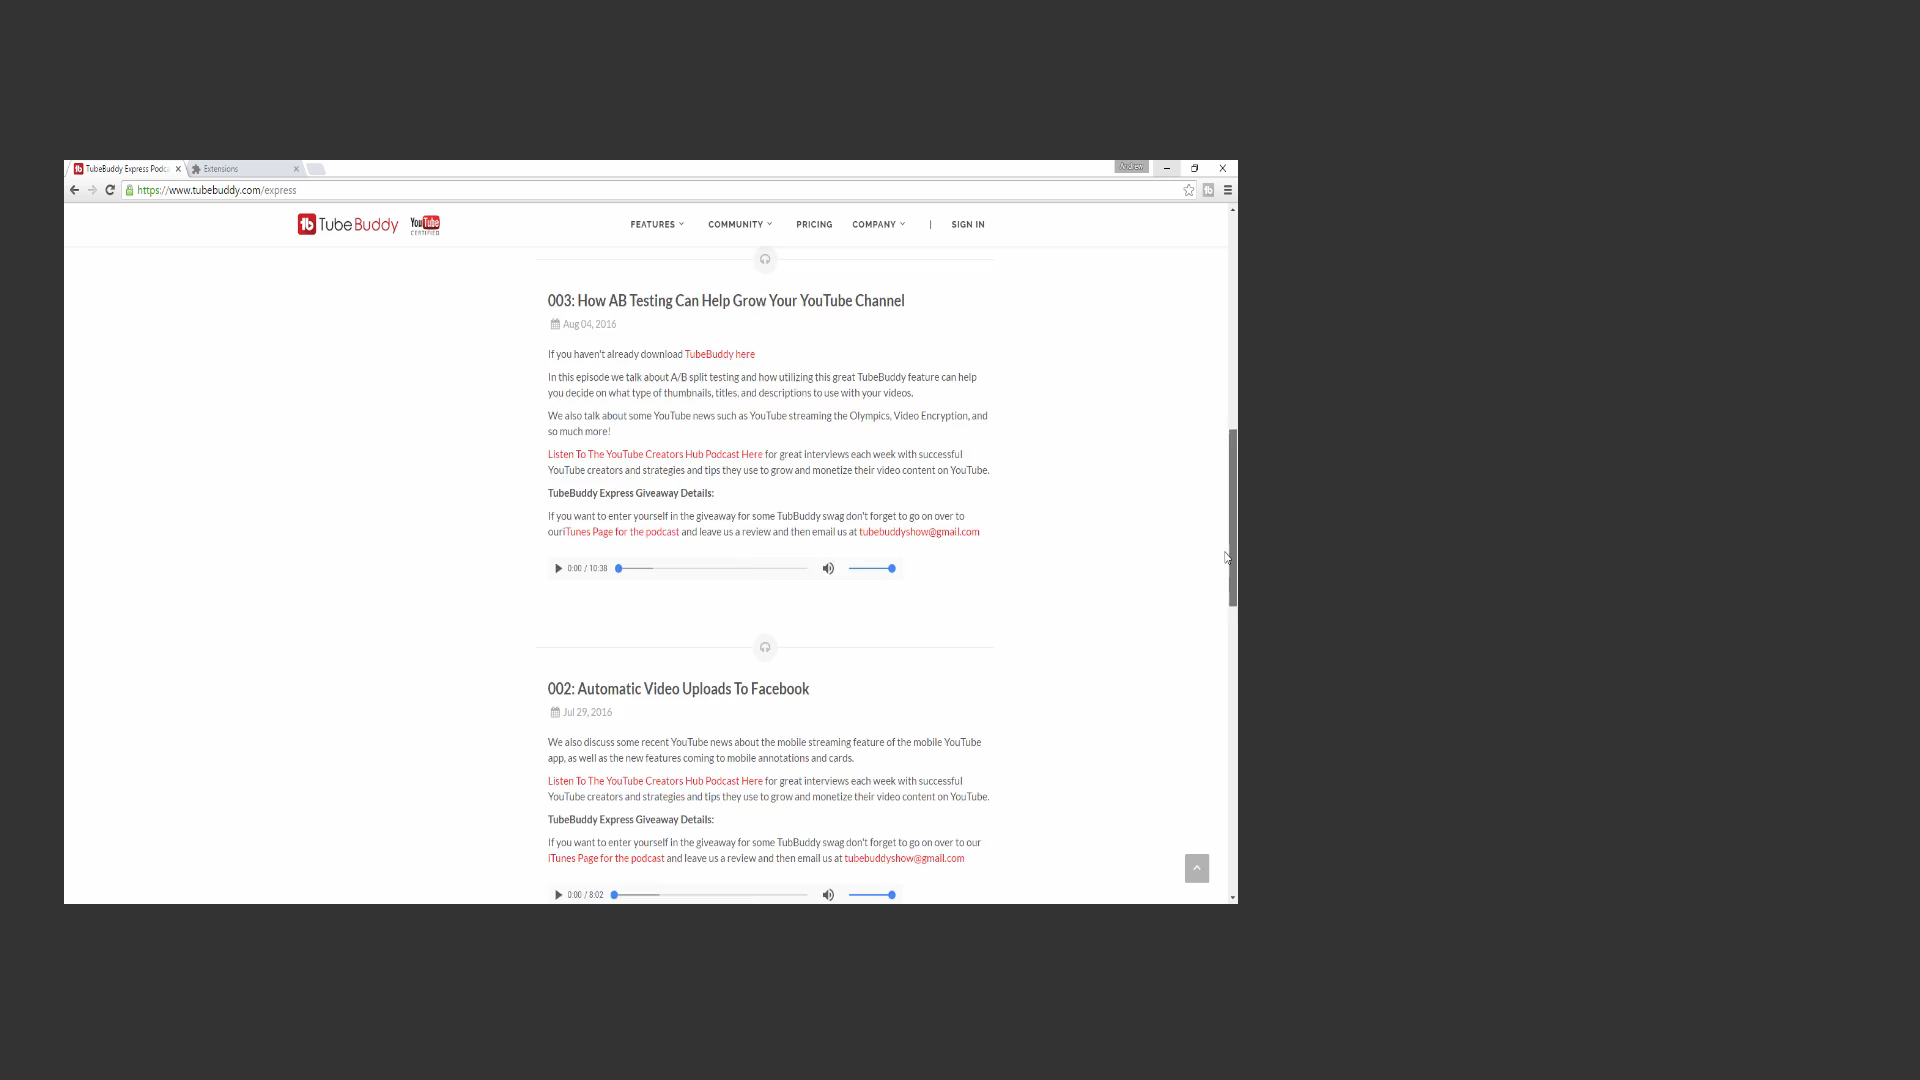 TubeBuddy Express Podca
Extensions
Andrew
https://www.tubebuddy.com/express
TubeBuddy
YouTube
CERTIFIED
FEATURES
COMMUNITY
PRICING
COMPANY
|
SIGN IN
003: How AB Testing Can Help Grow Your YouTube Channel
Aug 04, 2016
If you haven't already download TubeBuddy here
In this episode we talk about A/B split testing and how utilizing this great TubeBuddy feature can help
you decide on what type of thumbnails, titles, and descriptions to use with your videos.
We also talk about some YouTube news such as YouTube streaming the Olympics, Video Encryption, and
so much more!
Listen To The YouTube Creators Hub Podcast Here for great interviews each week with successful
YouTube creators and strategies and tips they use to grow and monetize their video content on YouTube.
TubeBuddy Express Giveaway Details:
If you want to enter yourself in the giveaway for some TubBuddy swag don't forget to go on over to
ouriTunes Page for the podcast and leave us a review and then email us at tubebuddyshow@gmail.com
0:00 / 10:38
002: Automatic Video Uploads To Facebook
Jul 29, 2016
We also discuss some recent YouTube news about the mobile streaming feature of the mobile YouTube
app, as well as the new features coming to mobile annotations and cards.
Listen To The YouTube Creators Hub Podcast Here for great interviews each week with successful
YouTube creators and strategies and tips they use to grow and monetize their video content on YouTube.
TubeBuddy Express Giveaway Details:
If you want to enter yourself in the giveaway for some TubBuddy swag don't forget to go on over to our
iTunes Page for the podcast and leave us a review and then email us at tubebuddyshow@gmail.com
0:00 / 8:02